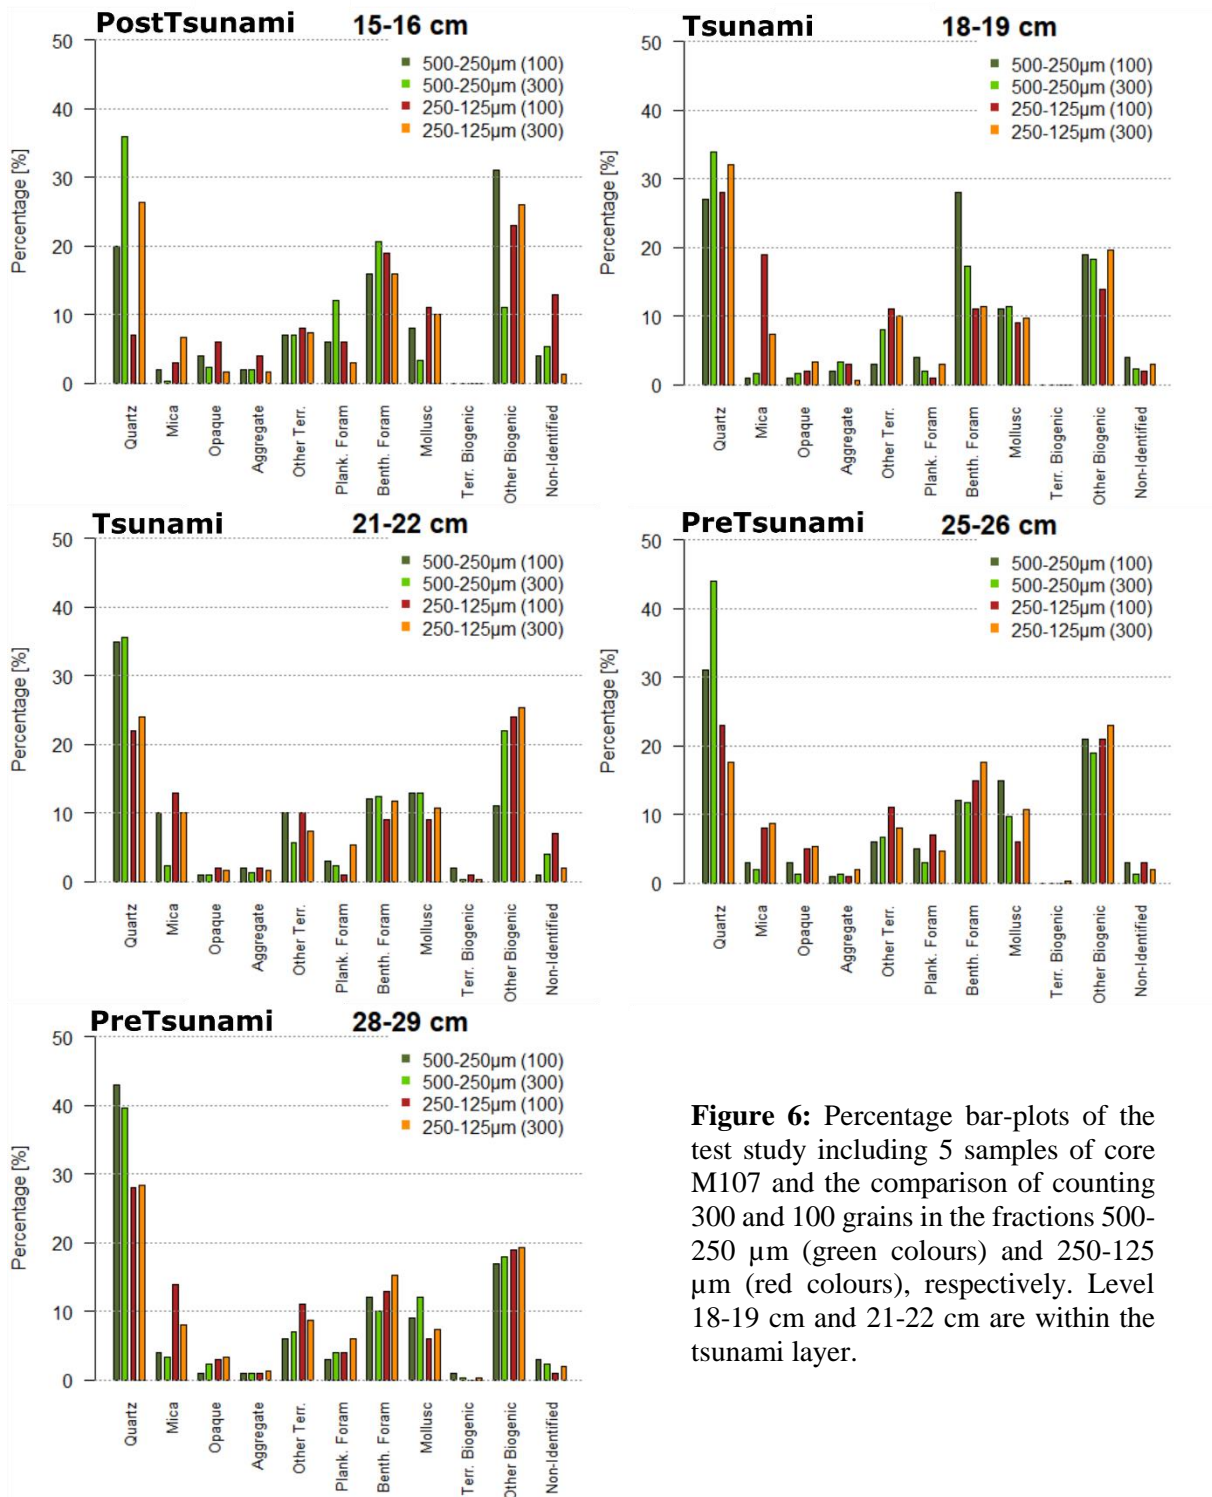 PostTsunami 15-16 cm
50
40
30
20
10
0
Percentage [%]
500-250µm (100)
500-250µm (300)
250-125µm (100)
250-125µm (300)
Quartz
Mica
Opaque
Aggregate
Other Terr.
Plank. Foram
Benth. Foram
Mollusc
Terr. Biogenic
Other Biogenic
Non-Identified
Tsunami 18-19 cm
50
40
30
20
10
0
Percentage [%]
500-250µm (100)
500-250µm (300)
250-125µm (100)
250-125µm (300)
Quartz
Mica
Opaque
Aggregate
Other Terr.
Plank. Foram
Benth. Foram
Mollusc
Terr. Biogenic
Other Biogenic
Non-Identified
Tsunami 21-22 cm
50
40
30
20
10
0
Percentage [%]
500-250µm (100)
500-250µm (300)
250-125µm (100)
250-125µm (300)
Quartz
Mica
Opaque
Aggregate
Other Terr.
Plank. Foram
Benth. Foram
Mollusc
Terr. Biogenic
Other Biogenic
Non-Identified
PreTsunami 25-26 cm
50
40
30
20
10
0
Percentage [%]
500-250µm (100)
500-250µm (300)
250-125µm (100)
250-125µm (300)
Quartz
Mica
Opaque
Aggregate
Other Terr.
Plank. Foram
Benth. Foram
Mollusc
Terr. Biogenic
Other Biogenic
Non-Identified
PreTsunami 28-29 cm
50
40
30
20
10
0
Percentage [%]
500-250µm (100)
500-250µm (300)
250-125µm (100)
250-125µm (300)
Quartz
Mica
Opaque
Aggregate
Other Terr.
Plank. Foram
Benth. Foram
Mollusc
Terr. Biogenic
Other Biogenic
Non-Identified
Figure 6: Percentage bar-plots of the
test study including 5 samples of core
M107 and the comparison of counting
300 and 100 grains in the fractions 500-
250 µm (green colours) and 250-125
µm (red colours), respectively. Level
18-19 cm and 21-22 cm are within the
tsunami layer.